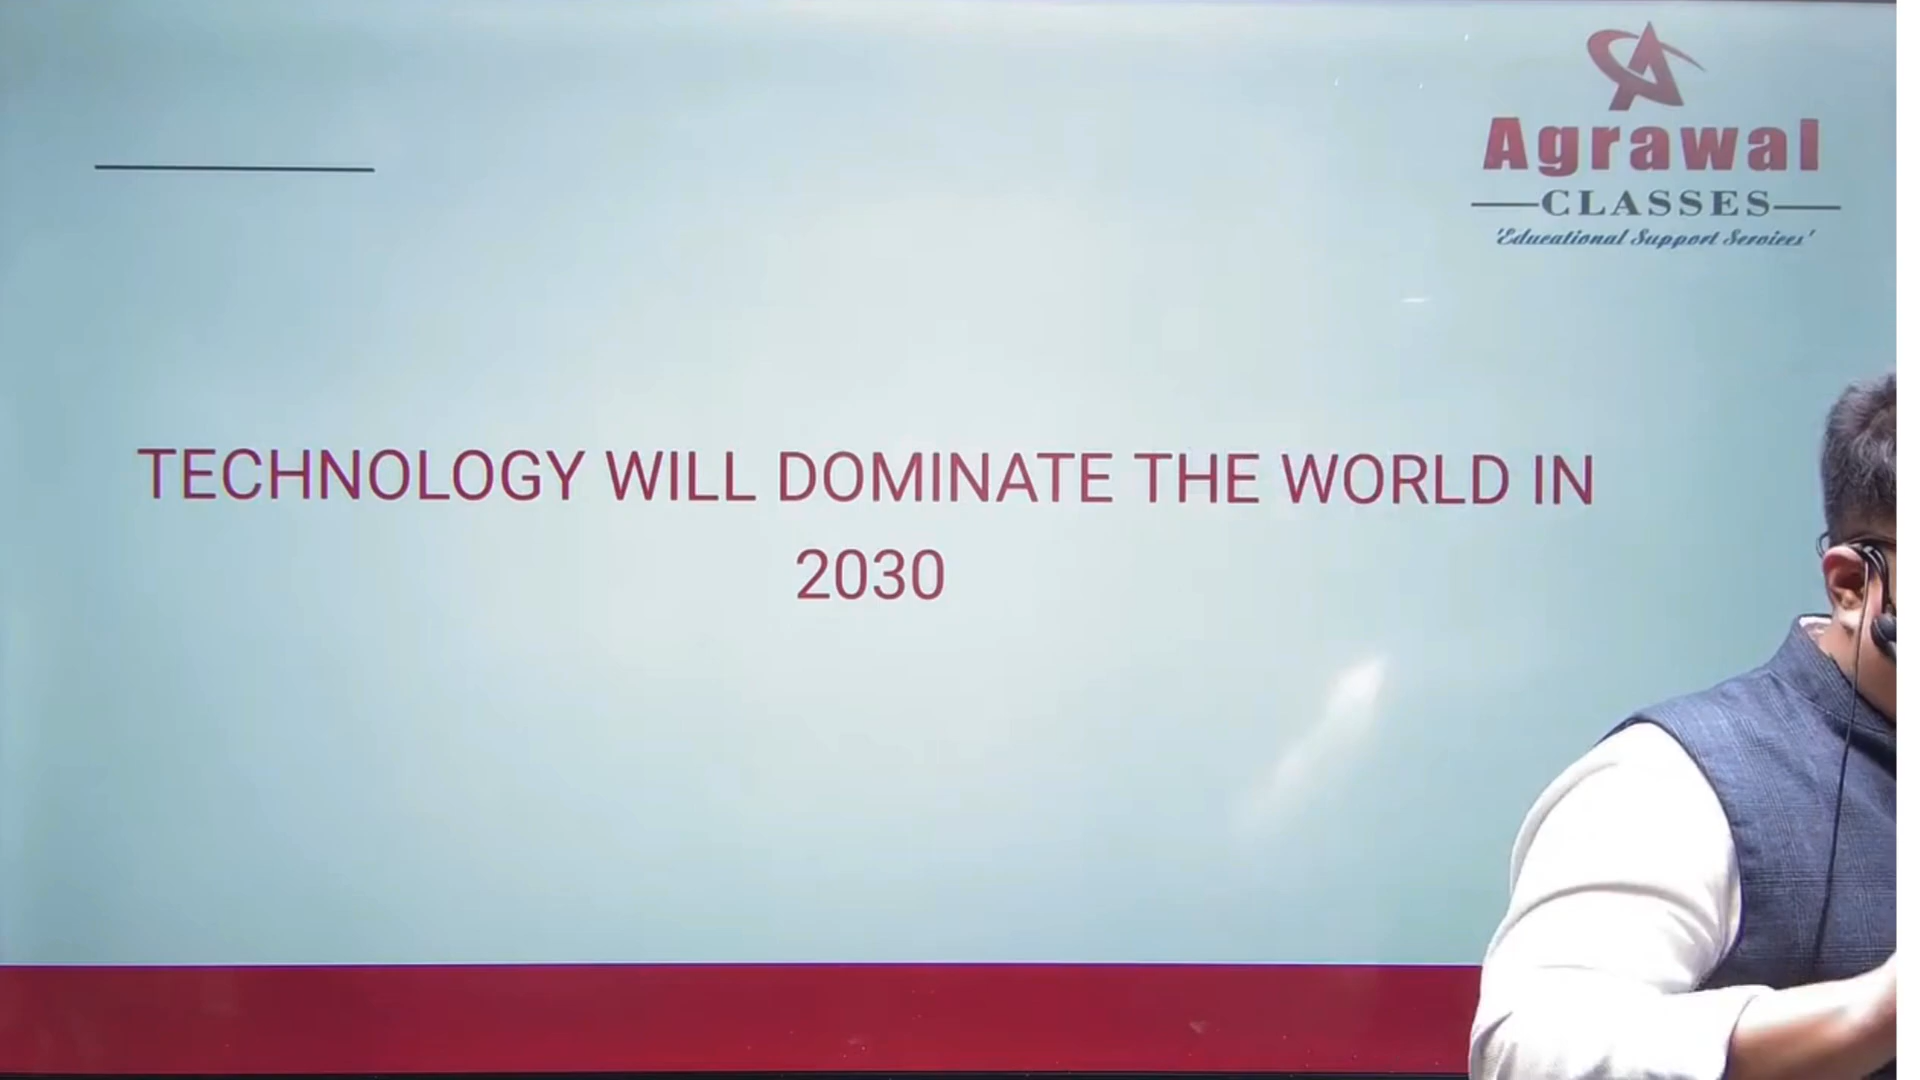 Agrawal
CLASSES
'Educational Support Services'
TECHNOLOGY WILL DOMINATE THE WORLD IN
2030